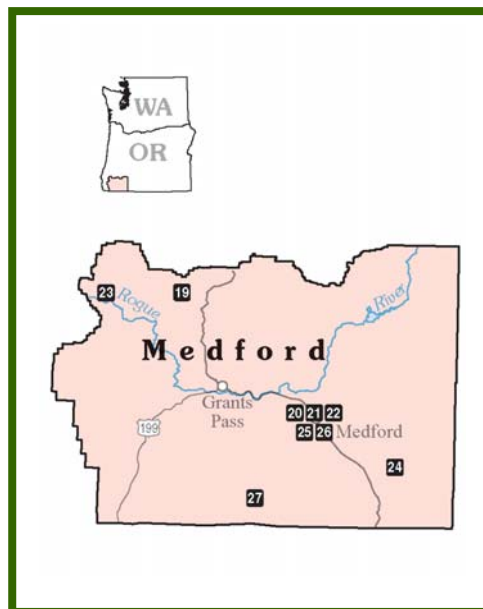 WA
OR
23
19
Rogue
River
Medford
Grants
Pass
199
20 21 22
25 26 Medford
24
27